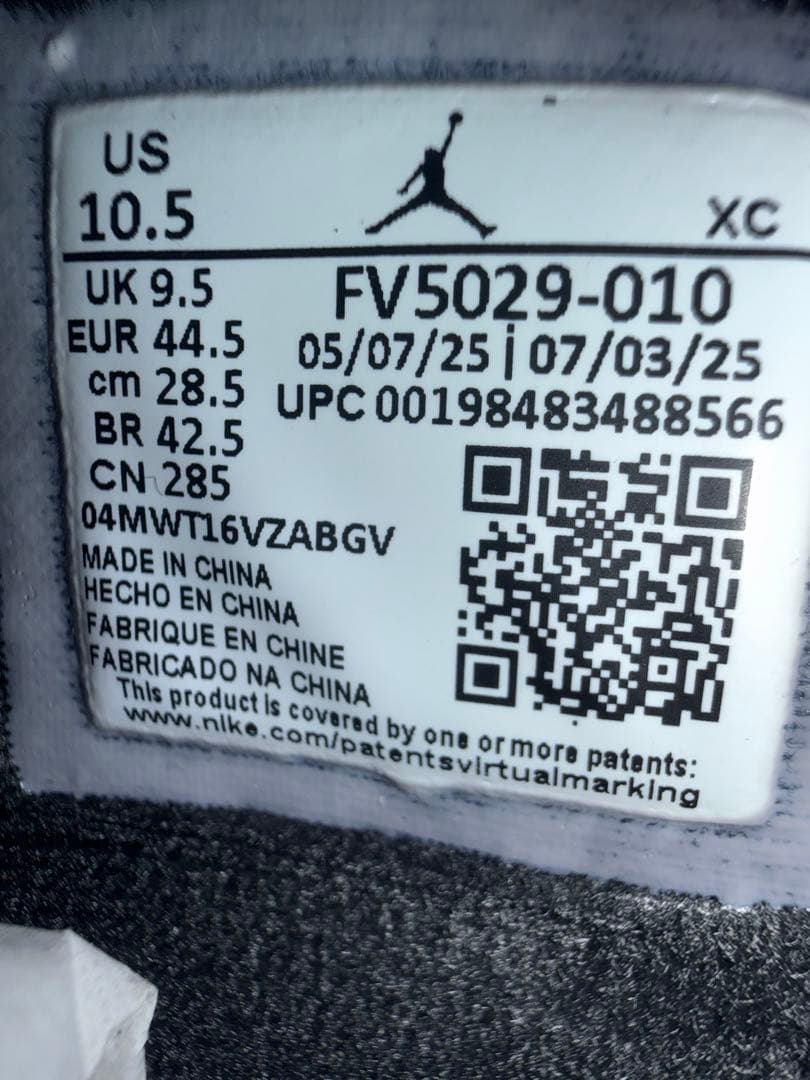 US
10.5
XC
UK 9.5
EUR 44.5
cm 28.5
BR 42.5
CN 285
FV5029-010
05/07/25 | 07/03/25
UPC 00198483488566
04MWT16VZABGV
MADE IN CHINA
HECHO EN CHINA
FABRIQUE EN CHINE
FABRICADO NA CHINA
This product is covered by one or more patents:
www.nike.com/patentsvirtualmarking